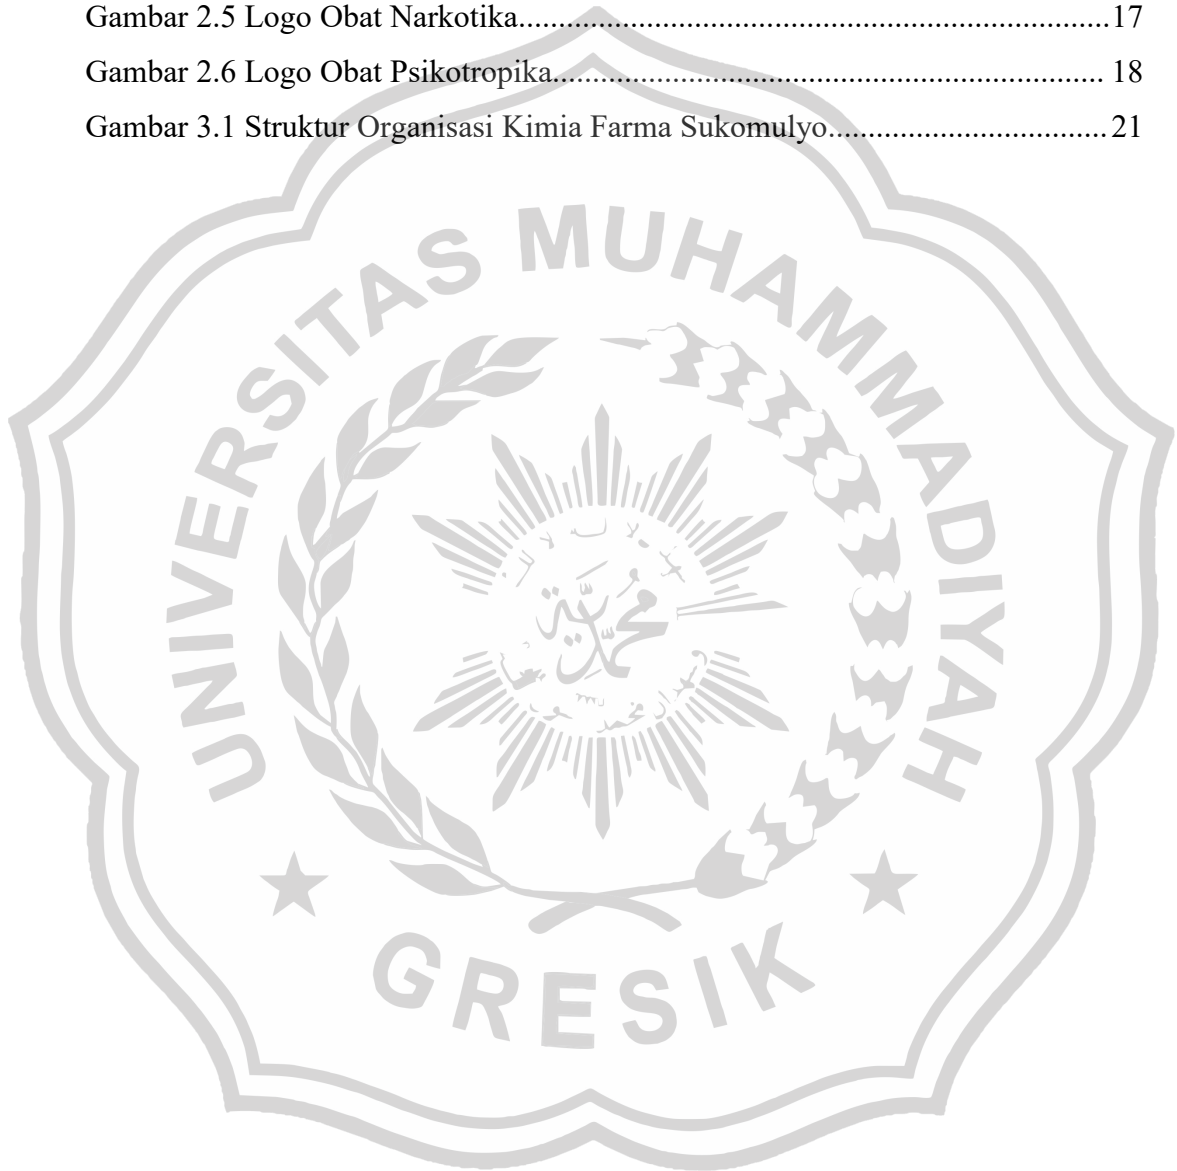 Gambar 2.5 Logo Obat Narkotika.......................................................................... 17
Gambar 2.6 Logo Obat Psikotropika...................................................................... 18
Gambar 3.1 Struktur Organisasi Kimia Farma Sukomulyo................................... 21
UNIVERSITAS MUHAMMADIYAH
محمدية
GRESIK